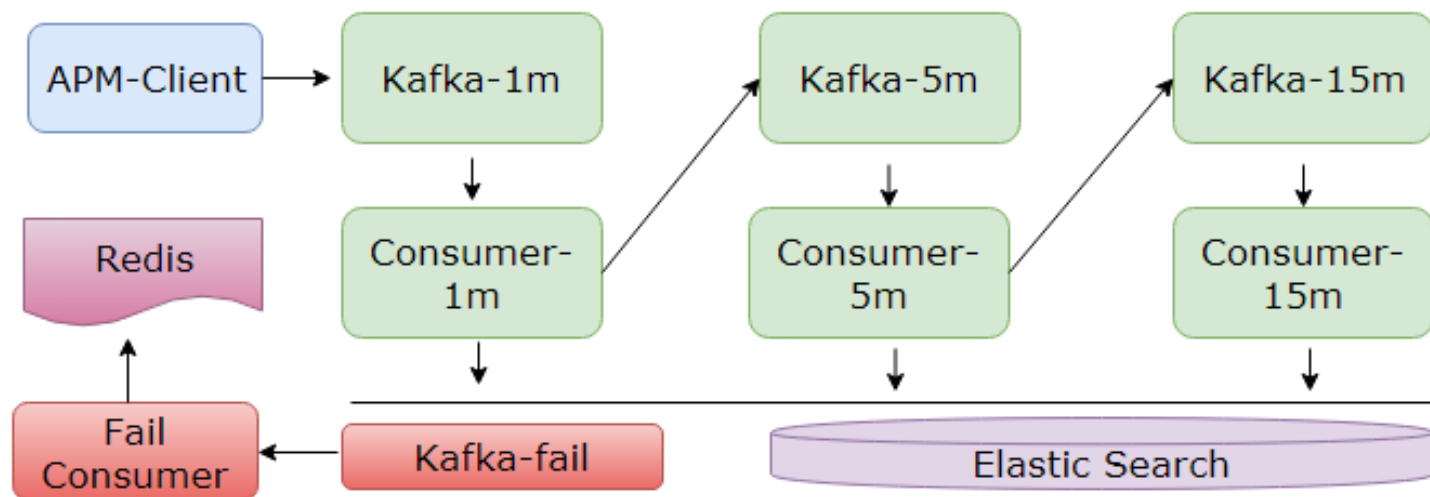 APM-Client
Kafka-1m
Kafka-5m
Kafka-15m
Redis
Consumer-
1m
Consumer-
5m
Consumer-
15m
Fail
Consumer
Kafka-fail
Elastic Search